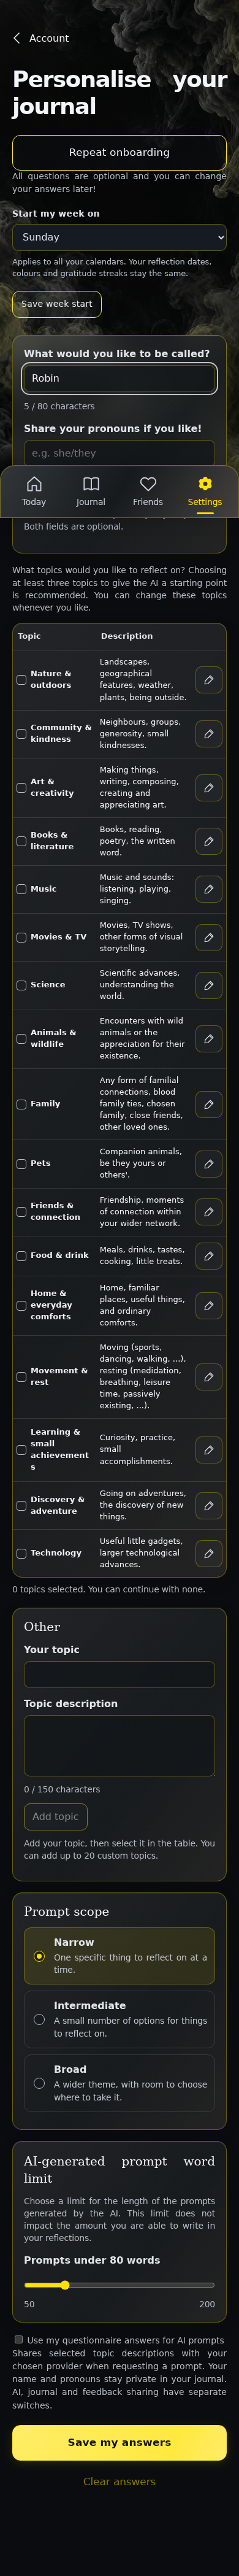 Account
Personalise your
journal
Repeat onboarding
All questions are optional and you can change
your answers later!
Start my week on
Sunday
Applies to all your calendars. Your reflection dates,
colours and gratitude streaks stay the same.
Save week start
What would you like to be called?
Robin
5 / 80 characters
Share your pronouns if you like!
e.g. she/they
Today
Journal
Friends
Settings
Both fields are optional.
What topics would you like to reflect on? Choosing
at least three topics to give the AI a starting point
is recommended. You can change these topics
whenever you like.
Topic Description
Nature &
outdoors
Landscapes,
geographical
features, weather,
plants, being outside.
Community &
kindness
Neighbours, groups,
generosity, small
kindnesses.
Art &
creativity
Making things,
writing, composing,
creating and
appreciating art.
Books &
literature
Books, reading,
poetry, the written
word.
Music
Music and sounds:
listening, playing,
singing.
Movies & TV
Movies, TV shows,
other forms of visual
storytelling.
Science
Scientific advances,
understanding the
world.
Animals &
wildlife
Encounters with wild
animals or the
appreciation for their
existence.
Family
Any form of familial
connections, blood
family ties, chosen
family, close friends,
other loved ones.
Pets
Companion animals,
be they yours or
others'.
Friends &
connection
Friendship, moments
of connection within
your wider network.
Food & drink
Meals, drinks, tastes,
cooking, little treats.
Home &
everyday
comforts
Home, familiar
places, useful things,
and ordinary
comforts.
Movement &
rest
Moving (sports,
dancing, walking, ...),
resting (medidation,
breathing, leisure
time, passively
existing, ...).
Learning &
small
achievement
s
Curiosity, practice,
small
accomplishments.
Discovery &
adventure
Going on adventures,
the discovery of new
things.
Technology
Useful little gadgets,
larger technological
advances.
0 topics selected. You can continue with none.
Other
Your topic
Topic description
0 / 150 characters
Add topic
Add your topic, then select it in the table. You
can add up to 20 custom topics.
Prompt scope
Narrow
One specific thing to reflect on at a
time.
Intermediate
A small number of options for things
to reflect on.
Broad
A wider theme, with room to choose
where to take it.
AI-generated prompt word
limit
Choose a limit for the length of the prompts
generated by the AI. This limit does not
impact the amount you are able to write in
your reflections.
Prompts under 80 words
50 200
Use my questionnaire answers for AI prompts
Shares selected topic descriptions with your
chosen provider when requesting a prompt. Your
name and pronouns stay private in your journal.
AI, journal and feedback sharing have separate
switches.
Save my answers
Clear answers